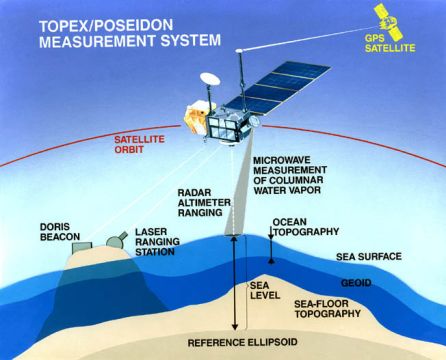 TOPEX/POSEIDON
MEASUREMENT SYSTEM
GPS
SATELLITE
SATELLITE
ORBIT
MICROWAVE
MEASUREMENT
OF COLUMNAR
WATER VAPOR
RADAR
ALTIMETER
RANGING
DORIS
BEACON
LASER
RANGING
STATION
OCEAN
TOPOGRAPHY
SEA SURFACE
GEOID
SEA
LEVEL
SEA-FLOOR
TOPOGRAPHY
REFERENCE ELLIPSOID